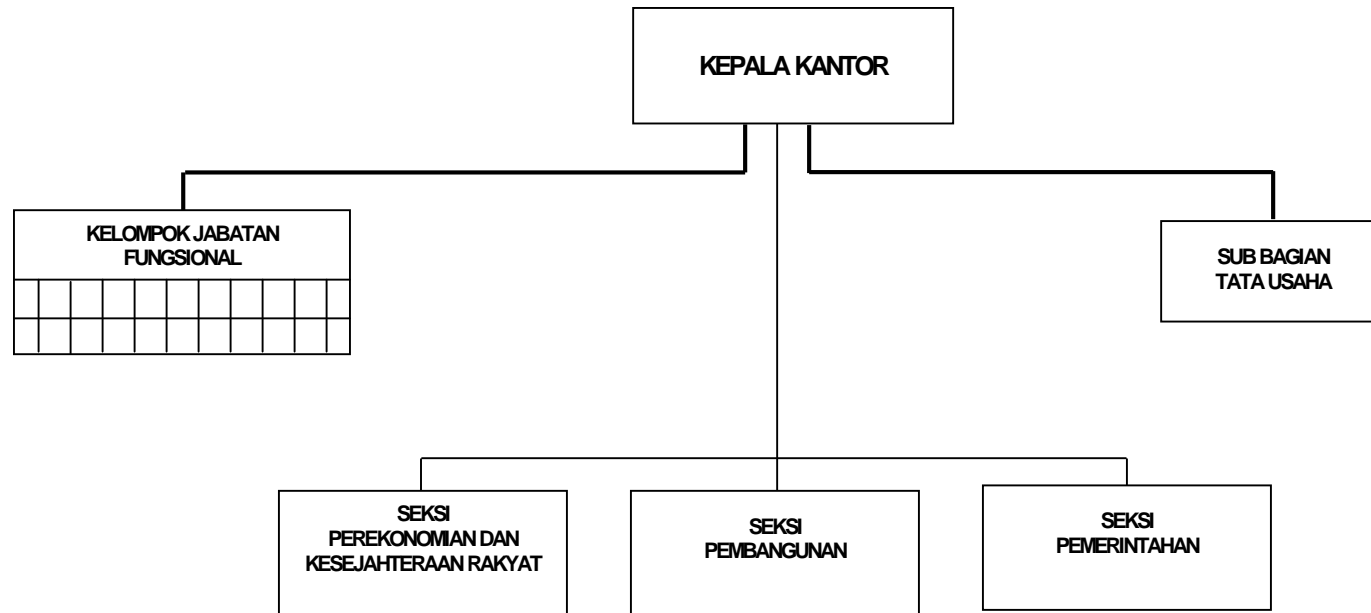 KEPALA KANTOR
KELOMPOK JABATAN
FUNGSIONAL
SUB BAGIAN
TATA USAHA
SEKSI
PEREKONOMIAN DAN
KESEJAHTERAAN RAKYAT
SEKSI
PEMBANGUNAN
SEKSI
PEMERINTAHAN